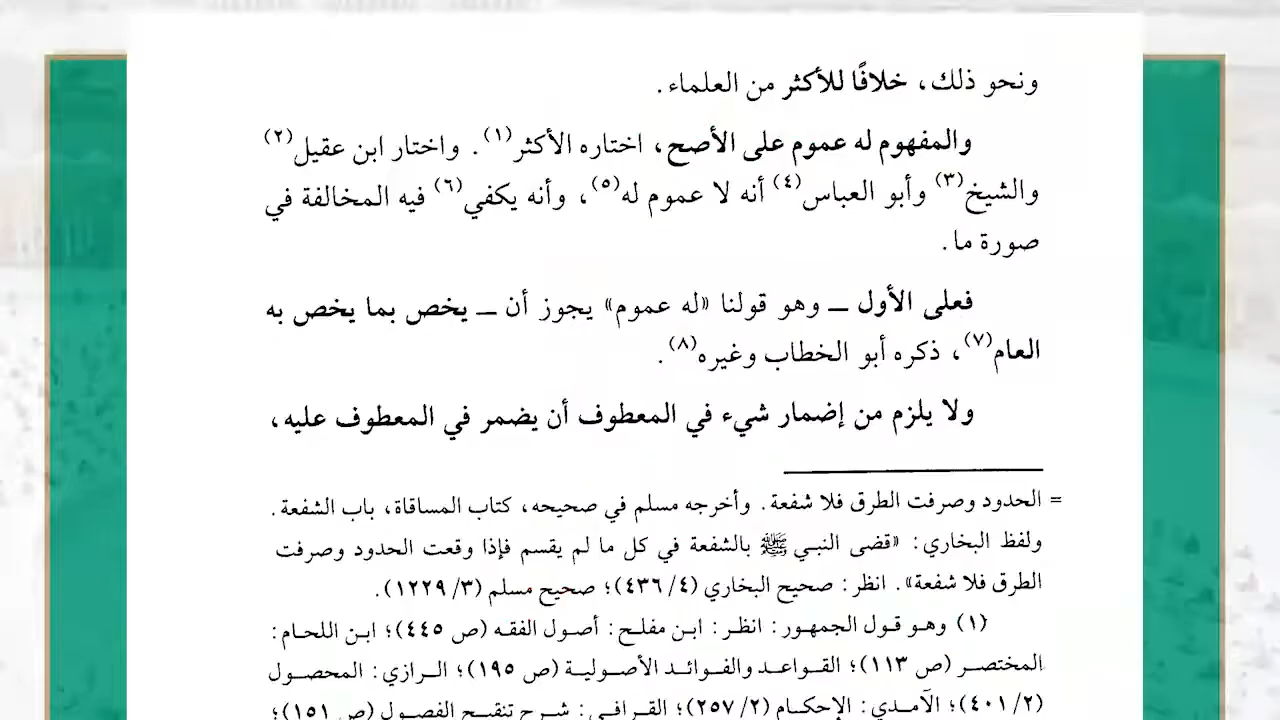 ونحو ذلك، خلافًا للأكثر من العلماء.
والمفهوم له عموم على الأصح، اختاره الأكثر(١). واختار ابن عقيل(٢)
والشيخ(٣) وأبو العباس(٤) أنه لا عموم له(٥)، وأنه يكفي(٦) فيه المخالفة في
صورة ما.
فعلى الأول ــ وهو قولنا «له عموم» يجوز أن ــ يخص بما يخص به
العام(٧)، ذكره أبو الخطاب وغيره(٨).
ولا يلزم من إضمار شيء في المعطوف أن يضمر في المعطوف عليه،
= الحدود وصرفت الطرق فلا شفعة. وأخرجه مسلم في صحيحه، كتاب المساقاة، باب الشفعة.
ولفظ البخاري: «قضى النبي ﷺ بالشفعة في كل ما لم يقسم فإذا وقعت الحدود وصرفت
الطرق فلا شفعة». انظر: صحيح البخاري (٤/ ٤٣٦)؛ صحيح مسلم (٣/ ١٢٢٩).
(١) وهو قول الجمهور: انظر: ابن مفلح: أصول الفقه (ص ٤٤٥)؛ ابن اللحام:
المختصر (ص ١١٣)؛ القواعد والفوائد الأصولية (ص ١٩٥)؛ الرازي: المحصول
(٢/ ٤٠١)؛ الآمدي: الإحكام (٢/ ٢٥٧)؛ القرافي: شرح تنقيح الفصول (ص ١٥١)؛